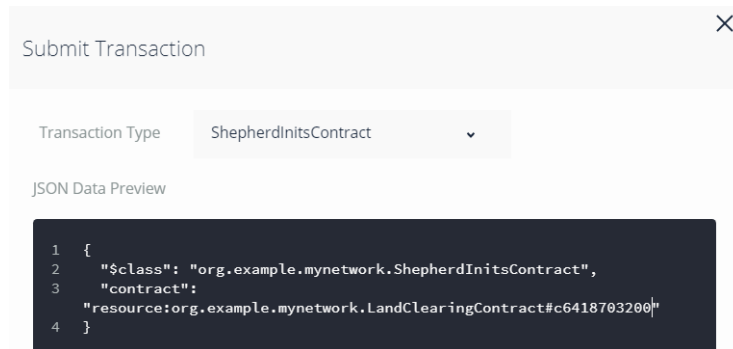 Submit Transaction
Transaction Type ShepherdInitsContract
JSON Data Preview
1 {
2 "$class": "org.example.mynetwork.ShepherdInitsContract",
3 "contract":
"resource:org.example.mynetwork.LandClearingContract#c6418703200"
4 }